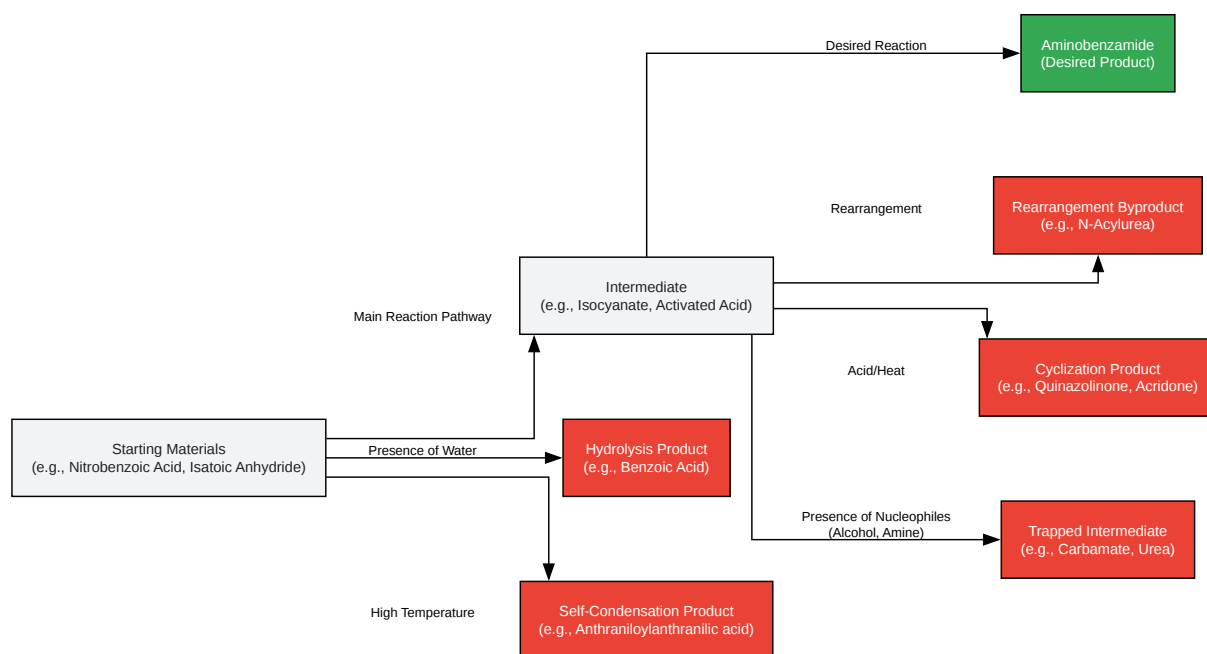 Desired Reaction
Aminobenzamide
(Desired Product)
Rearrangement
Rearrangement Byproduct
(e.g., N-Acylurea)
Intermediate
(e.g., Isocyanate, Activated Acid)
Main Reaction Pathway
Acid/Heat
Cyclization Product
(e.g., Quinazolinone, Acridone)
Starting Materials
(e.g., Nitrobenzoic Acid, Isatoic Anhydride)
Presence of Water
Hydrolysis Product
(e.g., Benzoic Acid)
Presence of Nucleophiles
(Alcohol, Amine)
Trapped Intermediate
(e.g., Carbamate, Urea)
High Temperature
Self-Condensation Product
(e.g., Anthraniloylanthranilic acid)